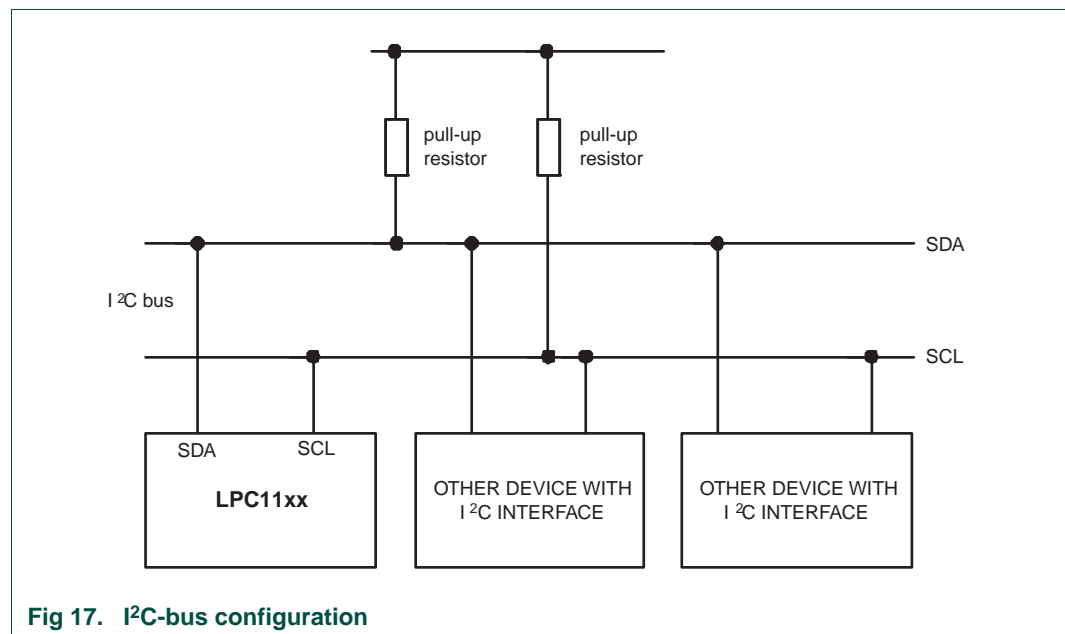 pull-up
resistor
pull-up
resistor
SDA
I 2C bus
SCL
SDA
SCL
LPC11xx
OTHER DEVICE WITH
I 2C INTERFACE
OTHER DEVICE WITH
I 2C INTERFACE
Fig 17. I2C-bus configuration